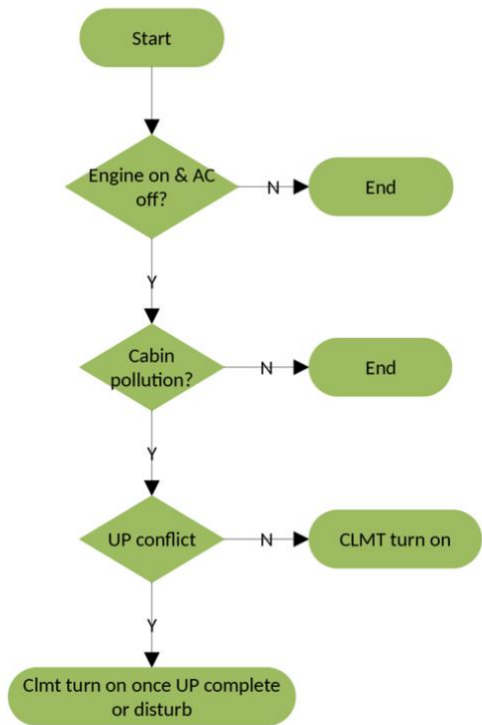 Start
Engine on & AC
off?
N
End
Y
Cabin
pollution?
N
End
Y
UP conflict
N
CLMT turn on
Y
Clmt turn on once UP complete
or disturb